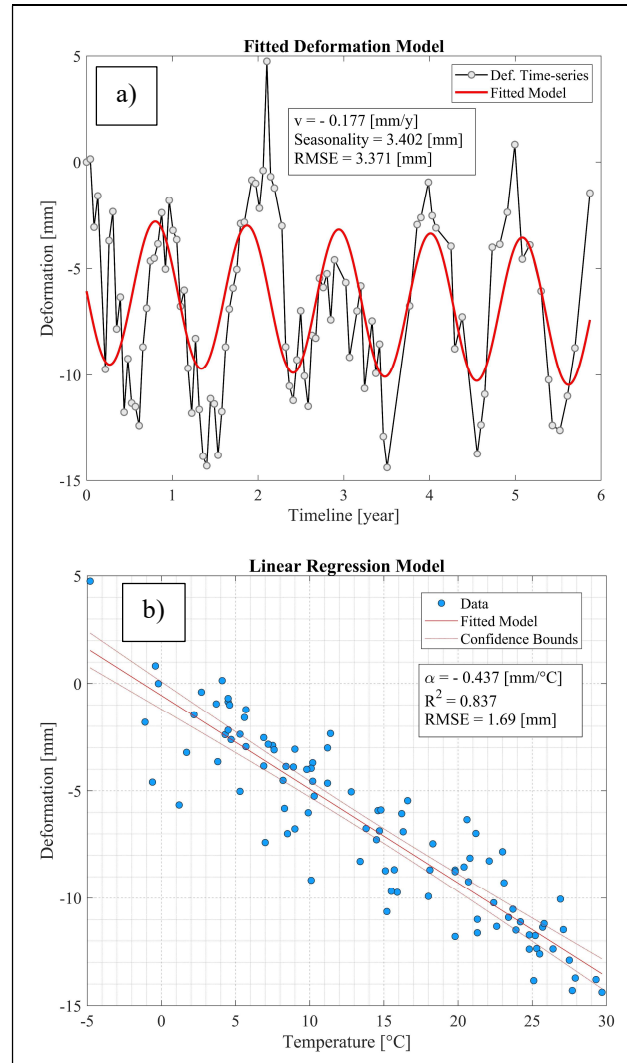 Fitted Deformation Model
a)
Def. Time-series
Fitted Model
v = - 0.177 [mm/y]
Seasonality = 3.402 [mm]
RMSE = 3.371 [mm]
5
0
-5
-10
-15
Deformation [mm]
0 1 2 3 4 5 6
Timeline [year]
Linear Regression Model
b)
Data
Fitted Model
Confidence Bounds
α = - 0.437 [mm/°C]
R² = 0.837
RMSE = 1.69 [mm]
5
0
-5
-10
-15
Deformation [mm]
-5 0 5 10 15 20 25 30
Temperature [°C]